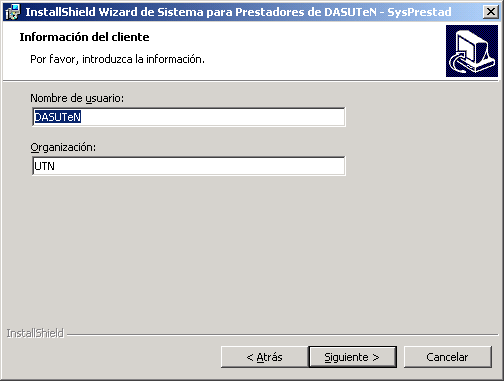 InstallShield Wizard de Sistema para Prestadores de DASUTeN - SysPrestad
Información del cliente
Por favor, introduzca la información.
Nombre de usuario:
DASUTeN
Organización:
UTN
InstallShield
< Atrás Siguiente > Cancelar